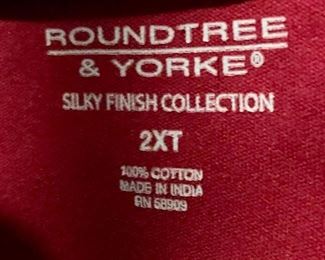 ROUNDTREE
& YORKE®
SILKY FINISH COLLECTION
2XT
100% COTTON
MADE IN INDIA
RN 58909